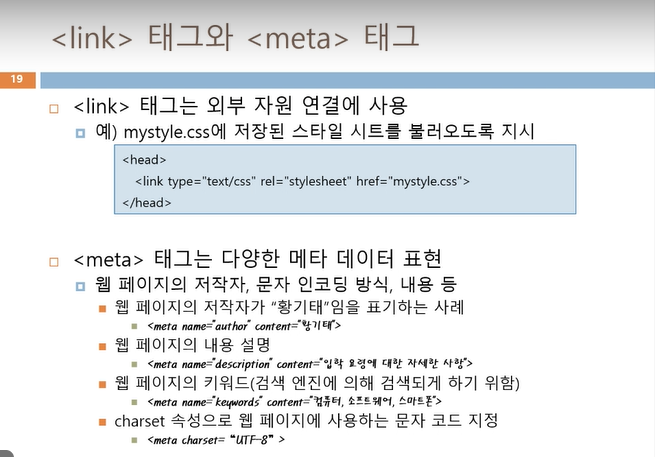 <link> 태그와 <meta> 태그
19
<link> 태그는 외부 자원 연결에 사용
예) mystyle.css에 저장된 스타일 시트를 불러오도록 지시
<head>
<link type="text/css" rel="stylesheet" href="mystyle.css">
</head>
<meta> 태그는 다양한 메타 데이터 표현
웹 페이지의 저작자, 문자 인코딩 방식, 내용 등
웹 페이지의 저작자가 “황기태”임을 표기하는 사례
<meta name="author" content="황기태">
웹 페이지의 내용 설명
<meta name="description" content="입학 요령에 대한 자세한 사항">
웹 페이지의 키워드(검색 엔진에 의해 검색되게 하기 위함)
<meta name="keywords" content="컴퓨터, 소프트웨어, 스마트폰">
charset 속성으로 웹 페이지에 사용하는 문자 코드 지정
<meta charset= “UTF-8” >